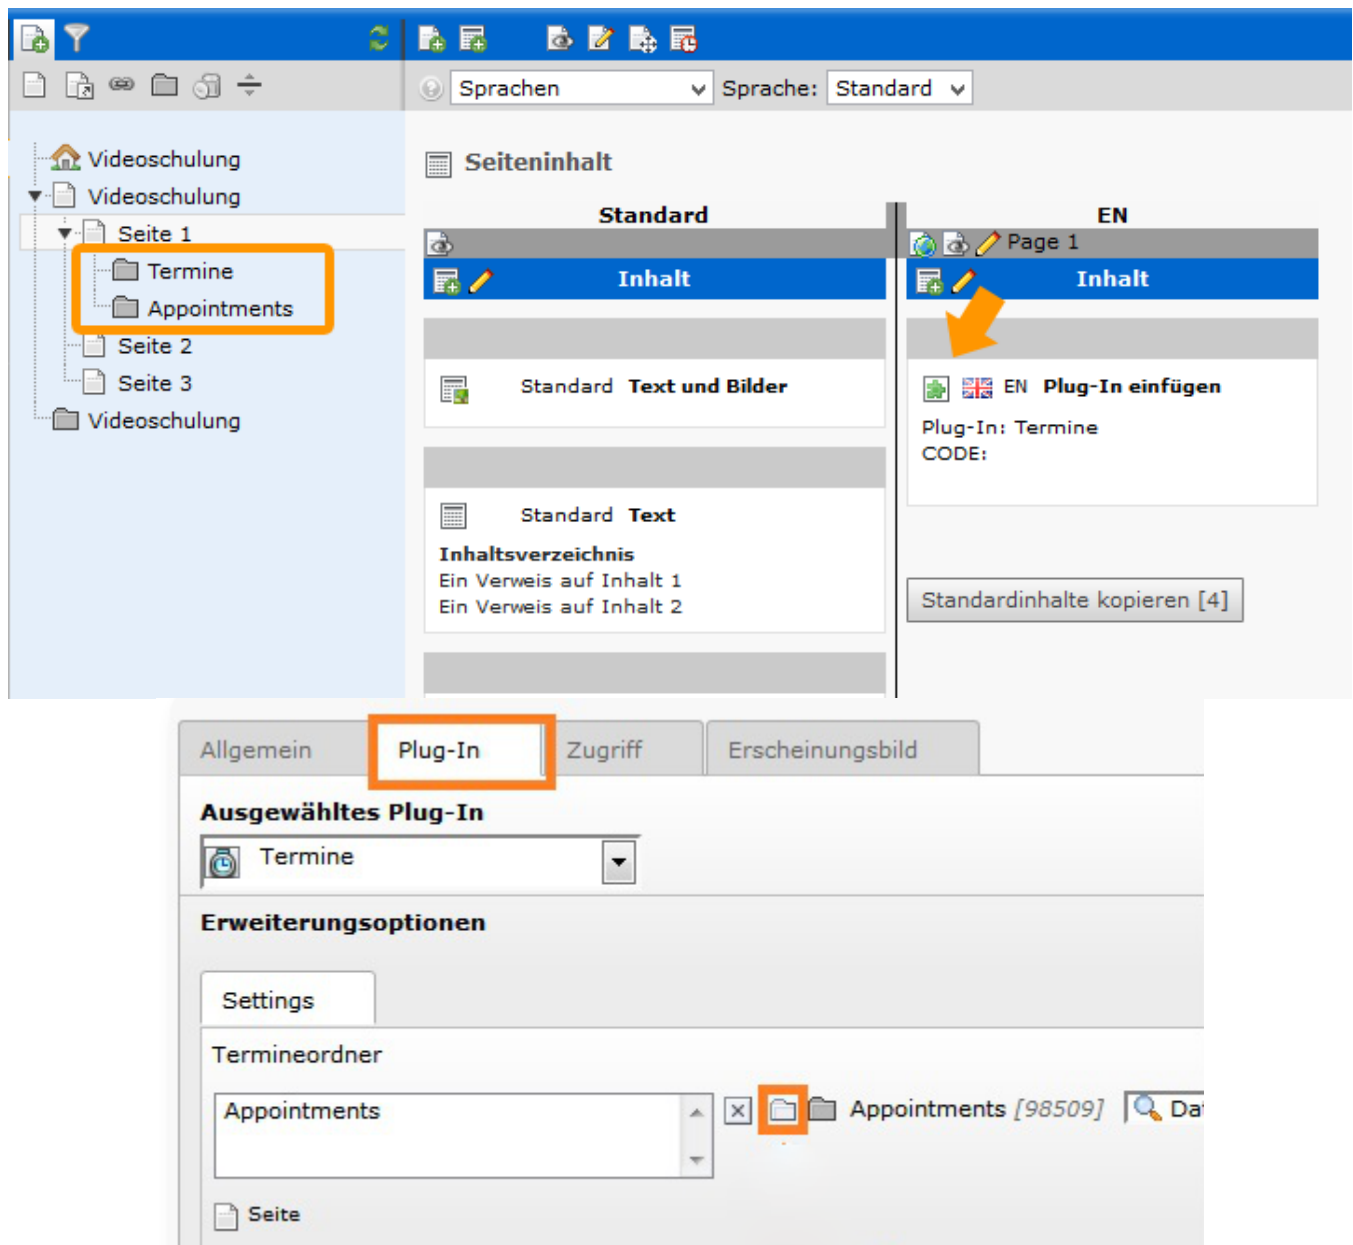 Sprachen
Sprache: Standard
Videoschulung
Videoschulung
Seite 1
Termine
Appointments
Seite 2
Seite 3
Videoschulung
Seiteninhalt
Standard
Inhalt
Standard Text und Bilder
Standard Text
Inhaltsverzeichnis
Ein Verweis auf Inhalt 1
Ein Verweis auf Inhalt 2
EN
Page 1
Inhalt
EN Plug-In einfügen
Plug-In: Termine
CODE:
Standardinhalte kopieren [4]
Allgemein Plug-In Zugriff Erscheinungsbild
Ausgewähltes Plug-In
Termine
Erweiterungsoptionen
Settings
Termineordner
Appointments
Appointments [98509]
Seite